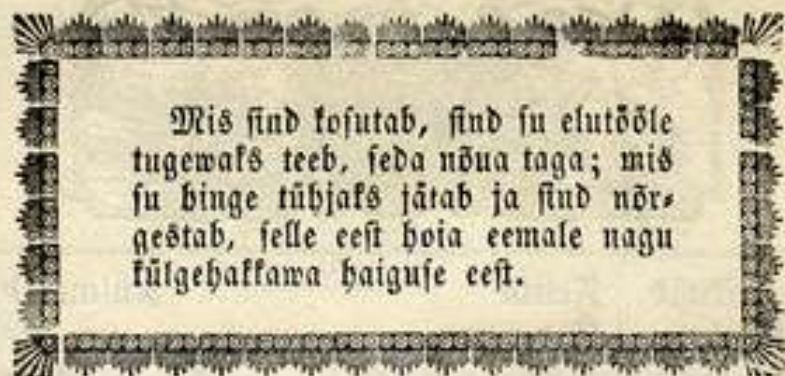 Mis sind kosutab, sind su elutööle
tugewaks teeb, seda nõua taga; mis
su hinge tühjaks jätab ja sind nõr-
gestab, selle eest hoia eemale nagu
külgehakkawa haiguse eest.